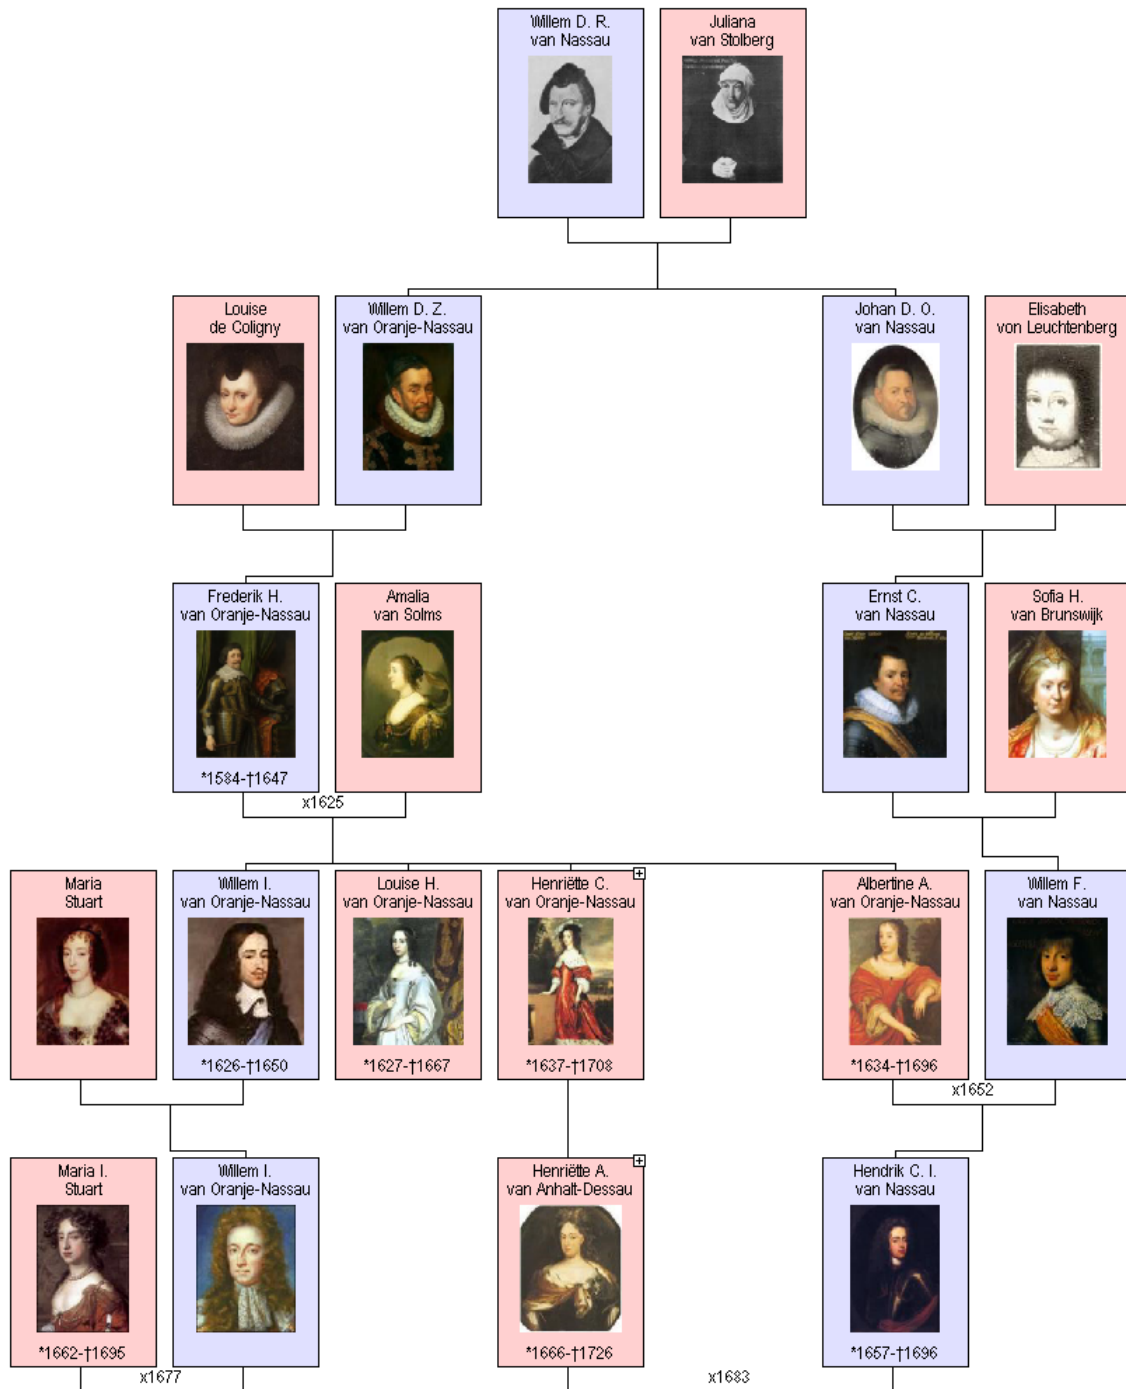 Willem D. R.
van Nassau
Juliana
van Stolberg
Louise
de Coligny
Willem D. Z.
van Oranje-Nassau
Johan D. O.
van Nassau
Elisabeth
von Leuchtenberg
Frederik H.
van Oranje-Nassau
*1584-†1647
Amalia
van Solms
Ernst C.
van Nassau
Sofia H.
van Brunswijk
x1625
Maria
Stuart
Willem I.
van Oranje-Nassau
*1626-†1650
Louise H.
van Oranje-Nassau
*1627-†1667
Henriëtte C.
van Oranje-Nassau
*1637-†1708
Albertine A.
van Oranje-Nassau
*1634-†1696
Willem F.
van Nassau
x1652
Maria I.
Stuart
*1662-†1695
Willem I.
van Oranje-Nassau
Henriëtte A.
van Anhalt-Dessau
*1666-†1726
Hendrik C. I.
van Nassau
*1657-†1696
x1677
x1683